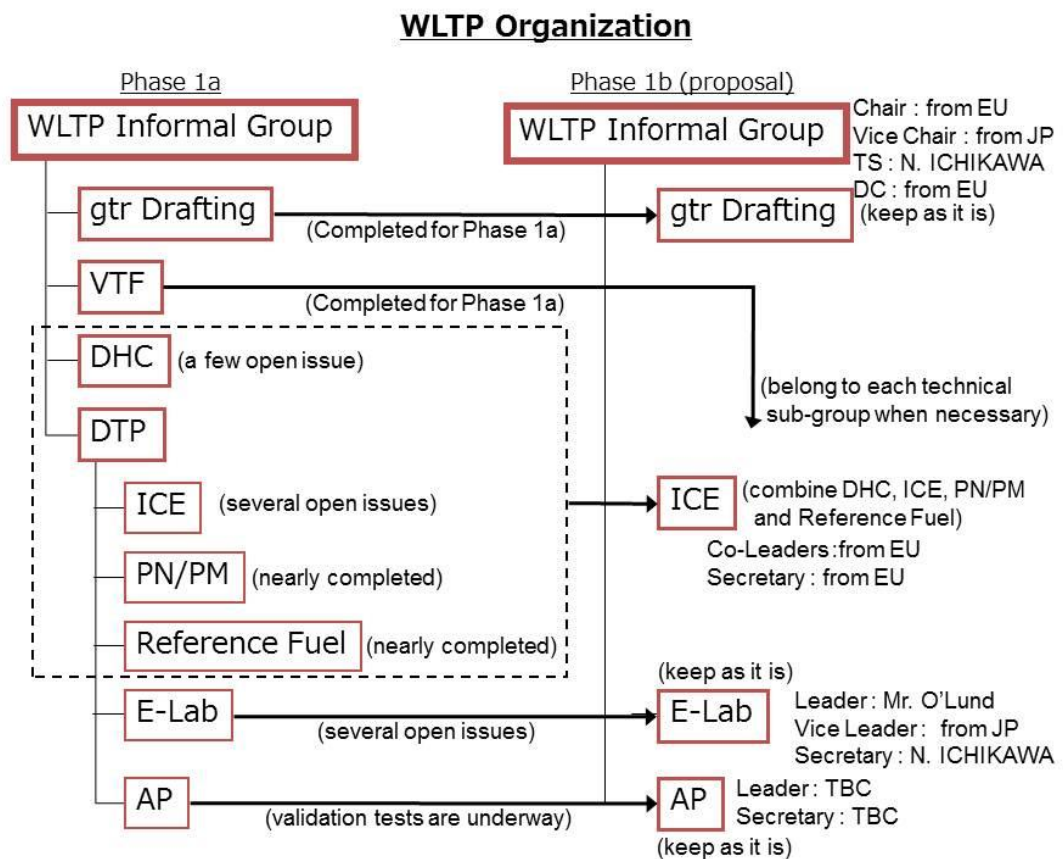 WLTP Organization
Phase 1a
Phase 1b (proposal)
WLTP Informal Group
WLTP Informal Group
Chair : from EU
Vice Chair : from JP
TS : N. ICHIKAWA
DC : from EU
(keep as it is)
gtr Drafting
(Completed for Phase 1a)
gtr Drafting
VTF
(Completed for Phase 1a)
DHC
(a few open issue)
(belong to each technical
sub-group when necessary)
DTP
ICE
(several open issues)
ICE
(combine DHC, ICE, PN/PM
and Reference Fuel)
Co-Leaders :from EU
Secretary : from EU
PN/PM
(nearly completed)
Reference Fuel
(nearly completed)
(keep as it is)
E-Lab
(several open issues)
E-Lab
Leader : Mr. O'Lund
Vice Leader : from JP
Secretary : N. ICHIKAWA
AP
(validation tests are underway)
AP
Leader : TBC
Secretary : TBC
(keep as it is)